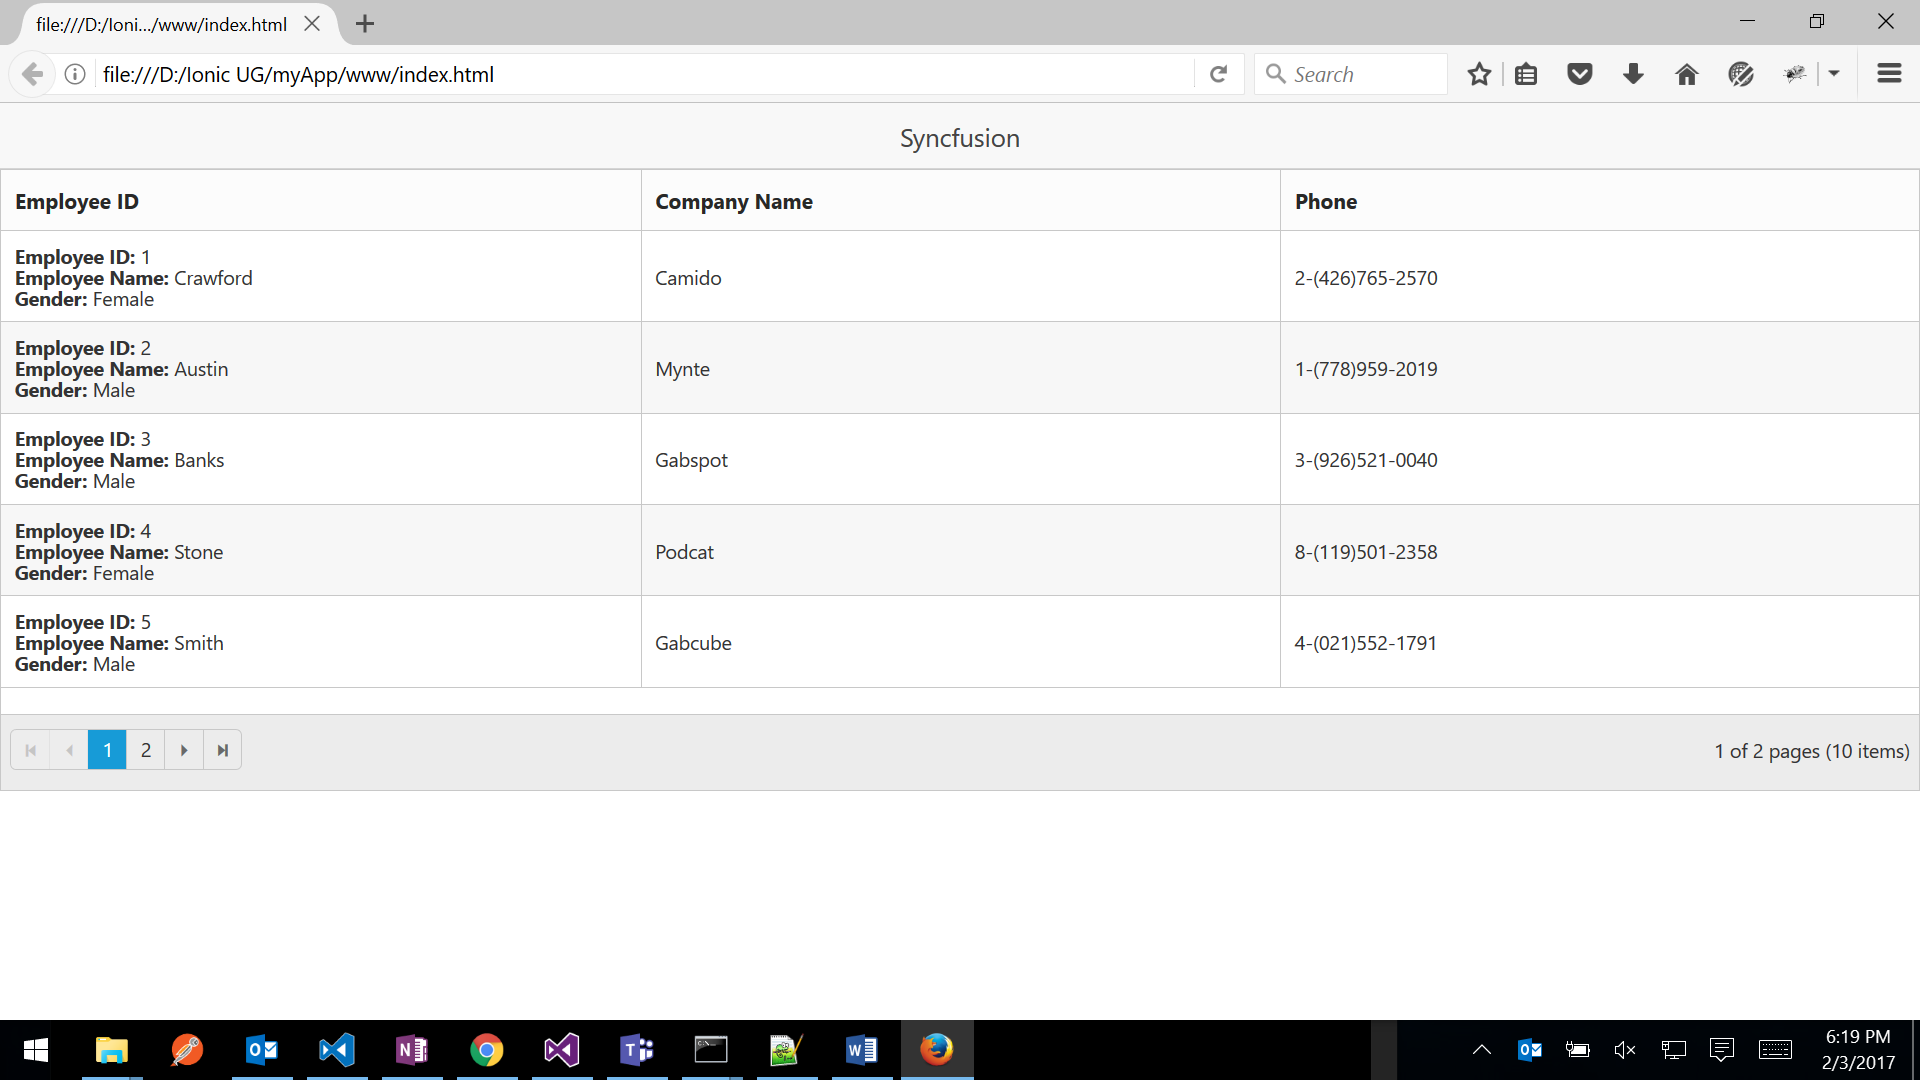 file:///D:/Ioni.../www/index.html
file:///D:/Ionic UG/myApp/www/index.html
Search
Syncfusion
Employee ID Company Name Phone
Employee ID: 1
Employee Name: Crawford Camido 2-(426)765-2570
Gender: Female
Employee ID: 2
Employee Name: Austin Mynte 1-(778)959-2019
Gender: Male
Employee ID: 3
Employee Name: Banks Gabspot 3-(926)521-0040
Gender: Male
Employee ID: 4
Employee Name: Stone Podcat 8-(119)501-2358
Gender: Female
Employee ID: 5
Employee Name: Smith Gabcube 4-(021)552-1791
Gender: Male
1 2 1 of 2 pages (10 items)
6:19 PM
2/3/2017